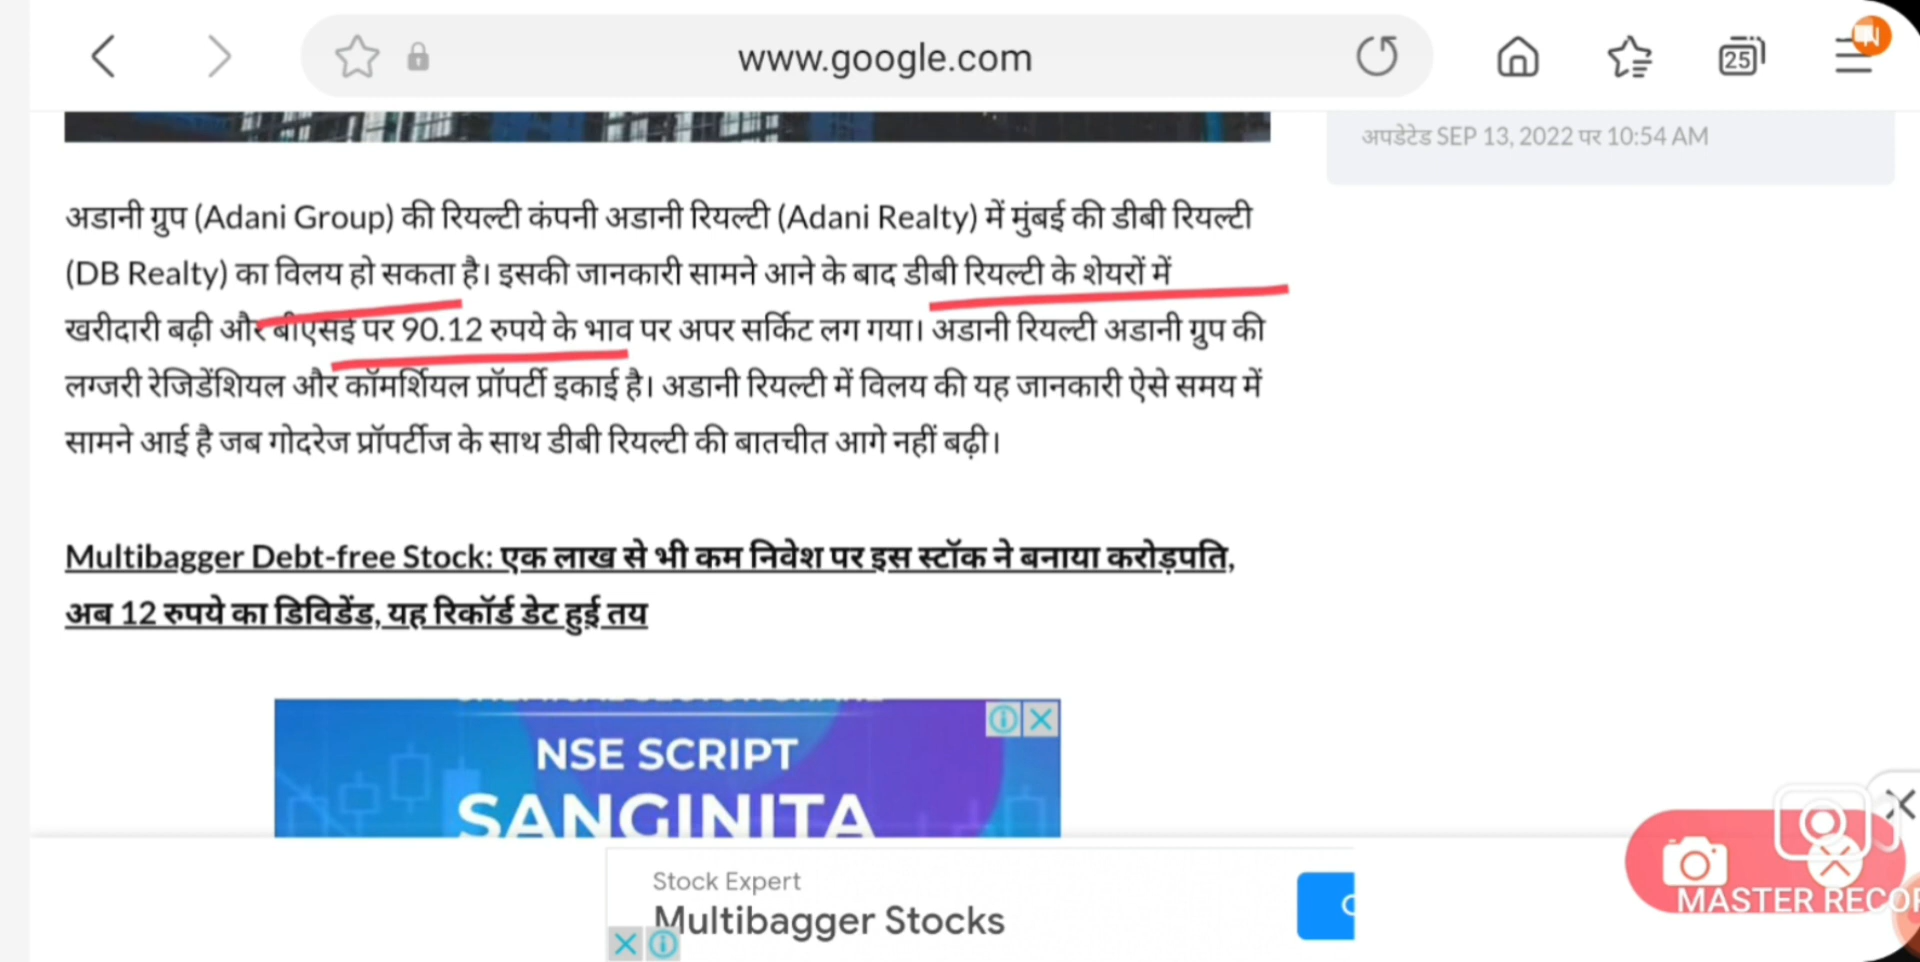 www.google.com
25
अपडेटेड SEP 13, 2022 पर 10:54 AM
अडानी ग्रुप (Adani Group) की रियल्टी कंपनी अडानी रियल्टी (Adani Realty) में मुंबई की डीबी रियल्टी
(DB Realty) का विलय हो सकता है। इसकी जानकारी सामने आने के बाद डीबी रियल्टी के शेयरों में
खरीदारी बढ़ी और बीएसई पर 90.12 रुपये के भाव पर अपर सर्किट लग गया। अडानी रियल्टी अडानी ग्रुप की
लग्जरी रेजिडेंशियल और कॉमर्शियल प्रॉपर्टी इकाई है। अडानी रियल्टी में विलय की यह जानकारी ऐसे समय में
सामने आई है जब गोदरेज प्रॉपर्टीज के साथ डीबी रियल्टी की बातचीत आगे नहीं बढ़ी।
Multibagger Debt-free Stock: एक लाख से भी कम निवेश पर इस स्टॉक ने बनाया करोड़पति,
अब 12 रुपये का डिविडेंड, यह रिकॉर्ड डेट हुई तय
NSE SCRIPT
SANGINITA
Stock Expert
Multibagger Stocks
MASTER RECOR